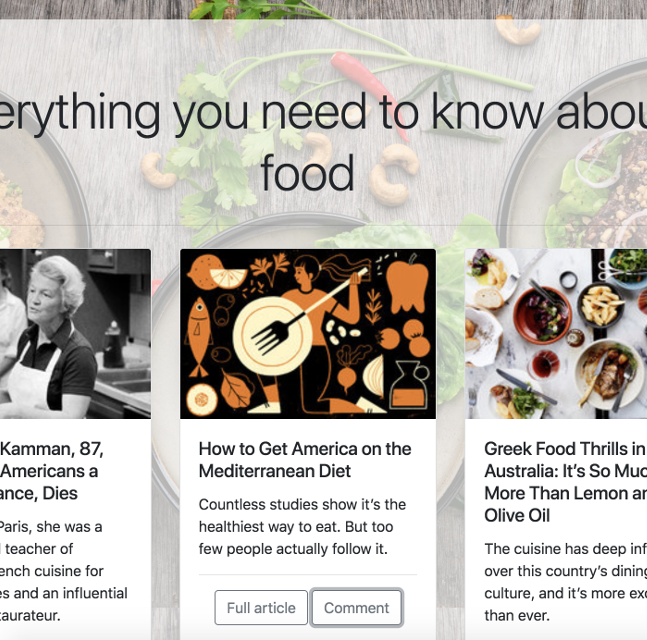 erything you need to know abou
food
Kamman, 87,
Americans a
ance, Dies
Paris, she was a
teacher of
ench cuisine for
es and an influential
taurateur.
How to Get America on the
Mediterranean Diet
Countless studies show it’s the
healthiest way to eat. But too
few people actually follow it.
Full article
Comment
Greek Food Thrills in
Australia: It’s So Muc
More Than Lemon an
Olive Oil
The cuisine has deep inf
over this country’s dining
culture, and it’s more exc
than ever.